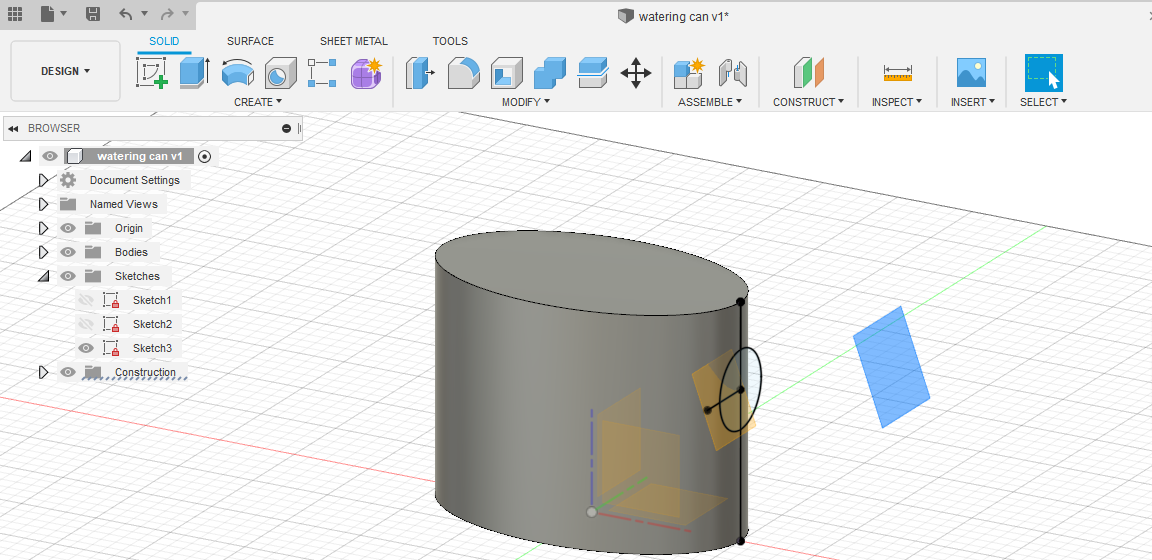 watering can v1*
SOLID SURFACE SHEET METAL TOOLS
DESIGN
CREATE MODIFY ASSEMBLE CONSTRUCT INSPECT INSERT SELECT
BROWSER
watering can v1
Document Settings
Named Views
Origin
Bodies
Sketches
Sketch1
Sketch2
Sketch3
Construction